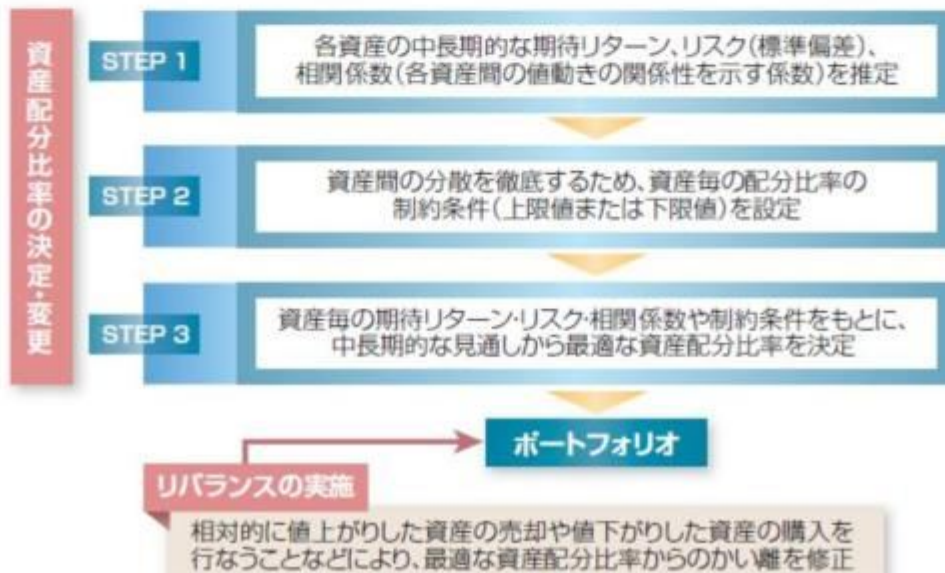 資産配分比率の決定・変更
STEP 1
各資産の中長期的な期待リターン、リスク(標準偏差)、
相関係数(各資産間の値動きの関係性を示す係数)を推定
STEP 2
資産間の分散を徹底するため、資産毎の配分比率の
制約条件(上限値または下限値)を設定
STEP 3
資産毎の期待リターン・リスク・相関係数や制約条件をもとに、
中長期的な見通しから最適な資産配分比率を決定
ポートフォリオ
リバランスの実施
相対的に値上がりした資産の売却や値下がりした資産の購入を
行なうことなどにより、最適な資産配分比率からのかい離を修正